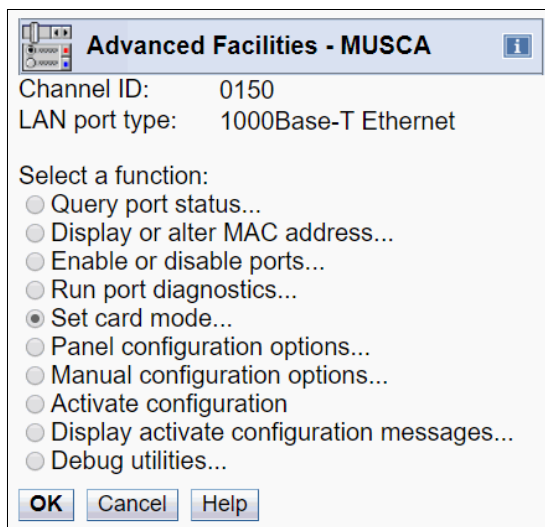 Advanced Facilities - MUSCA
i
Channel ID: 0150
LAN port type: 1000Base-T Ethernet
Select a function:
Query port status...
Display or alter MAC address...
Enable or disable ports...
Run port diagnostics...
Set card mode...
Panel configuration options...
Manual configuration options...
Activate configuration
Display activate configuration messages...
Debug utilities...
OK Cancel Help